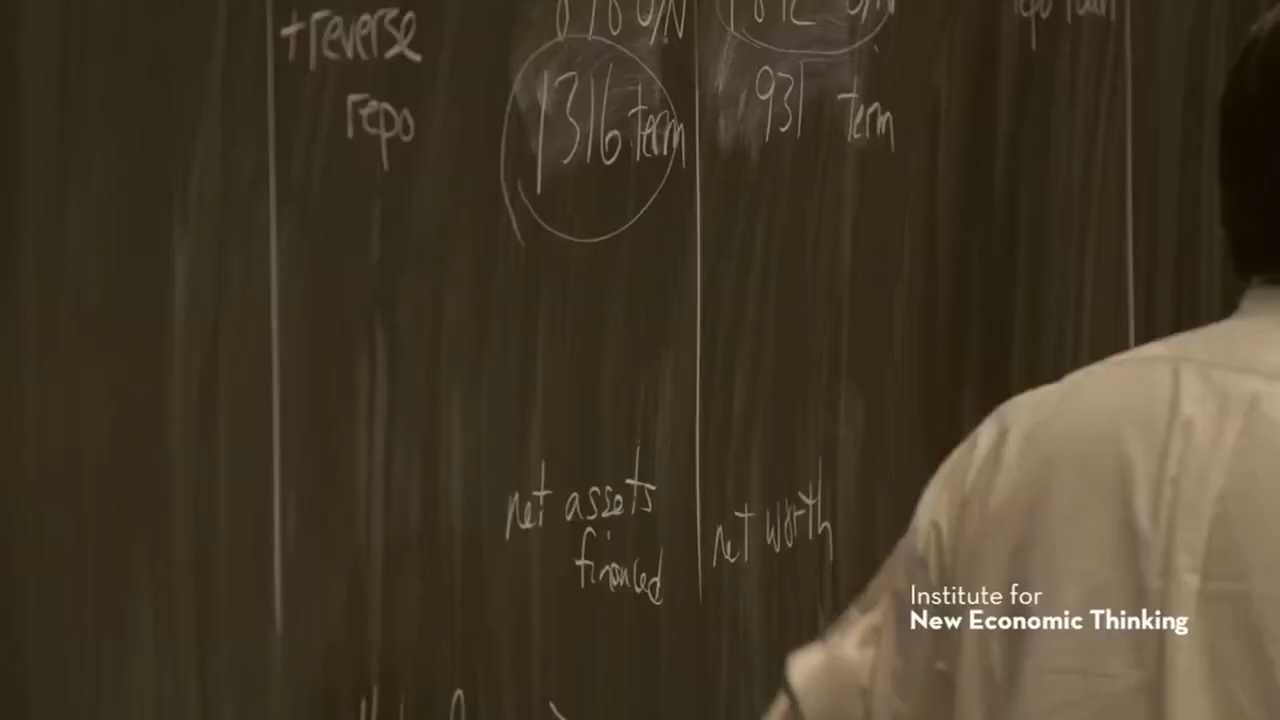 +reverse
repo
1316 term
931 term
net assets
financed
net worth
Institute for
New Economic Thinking